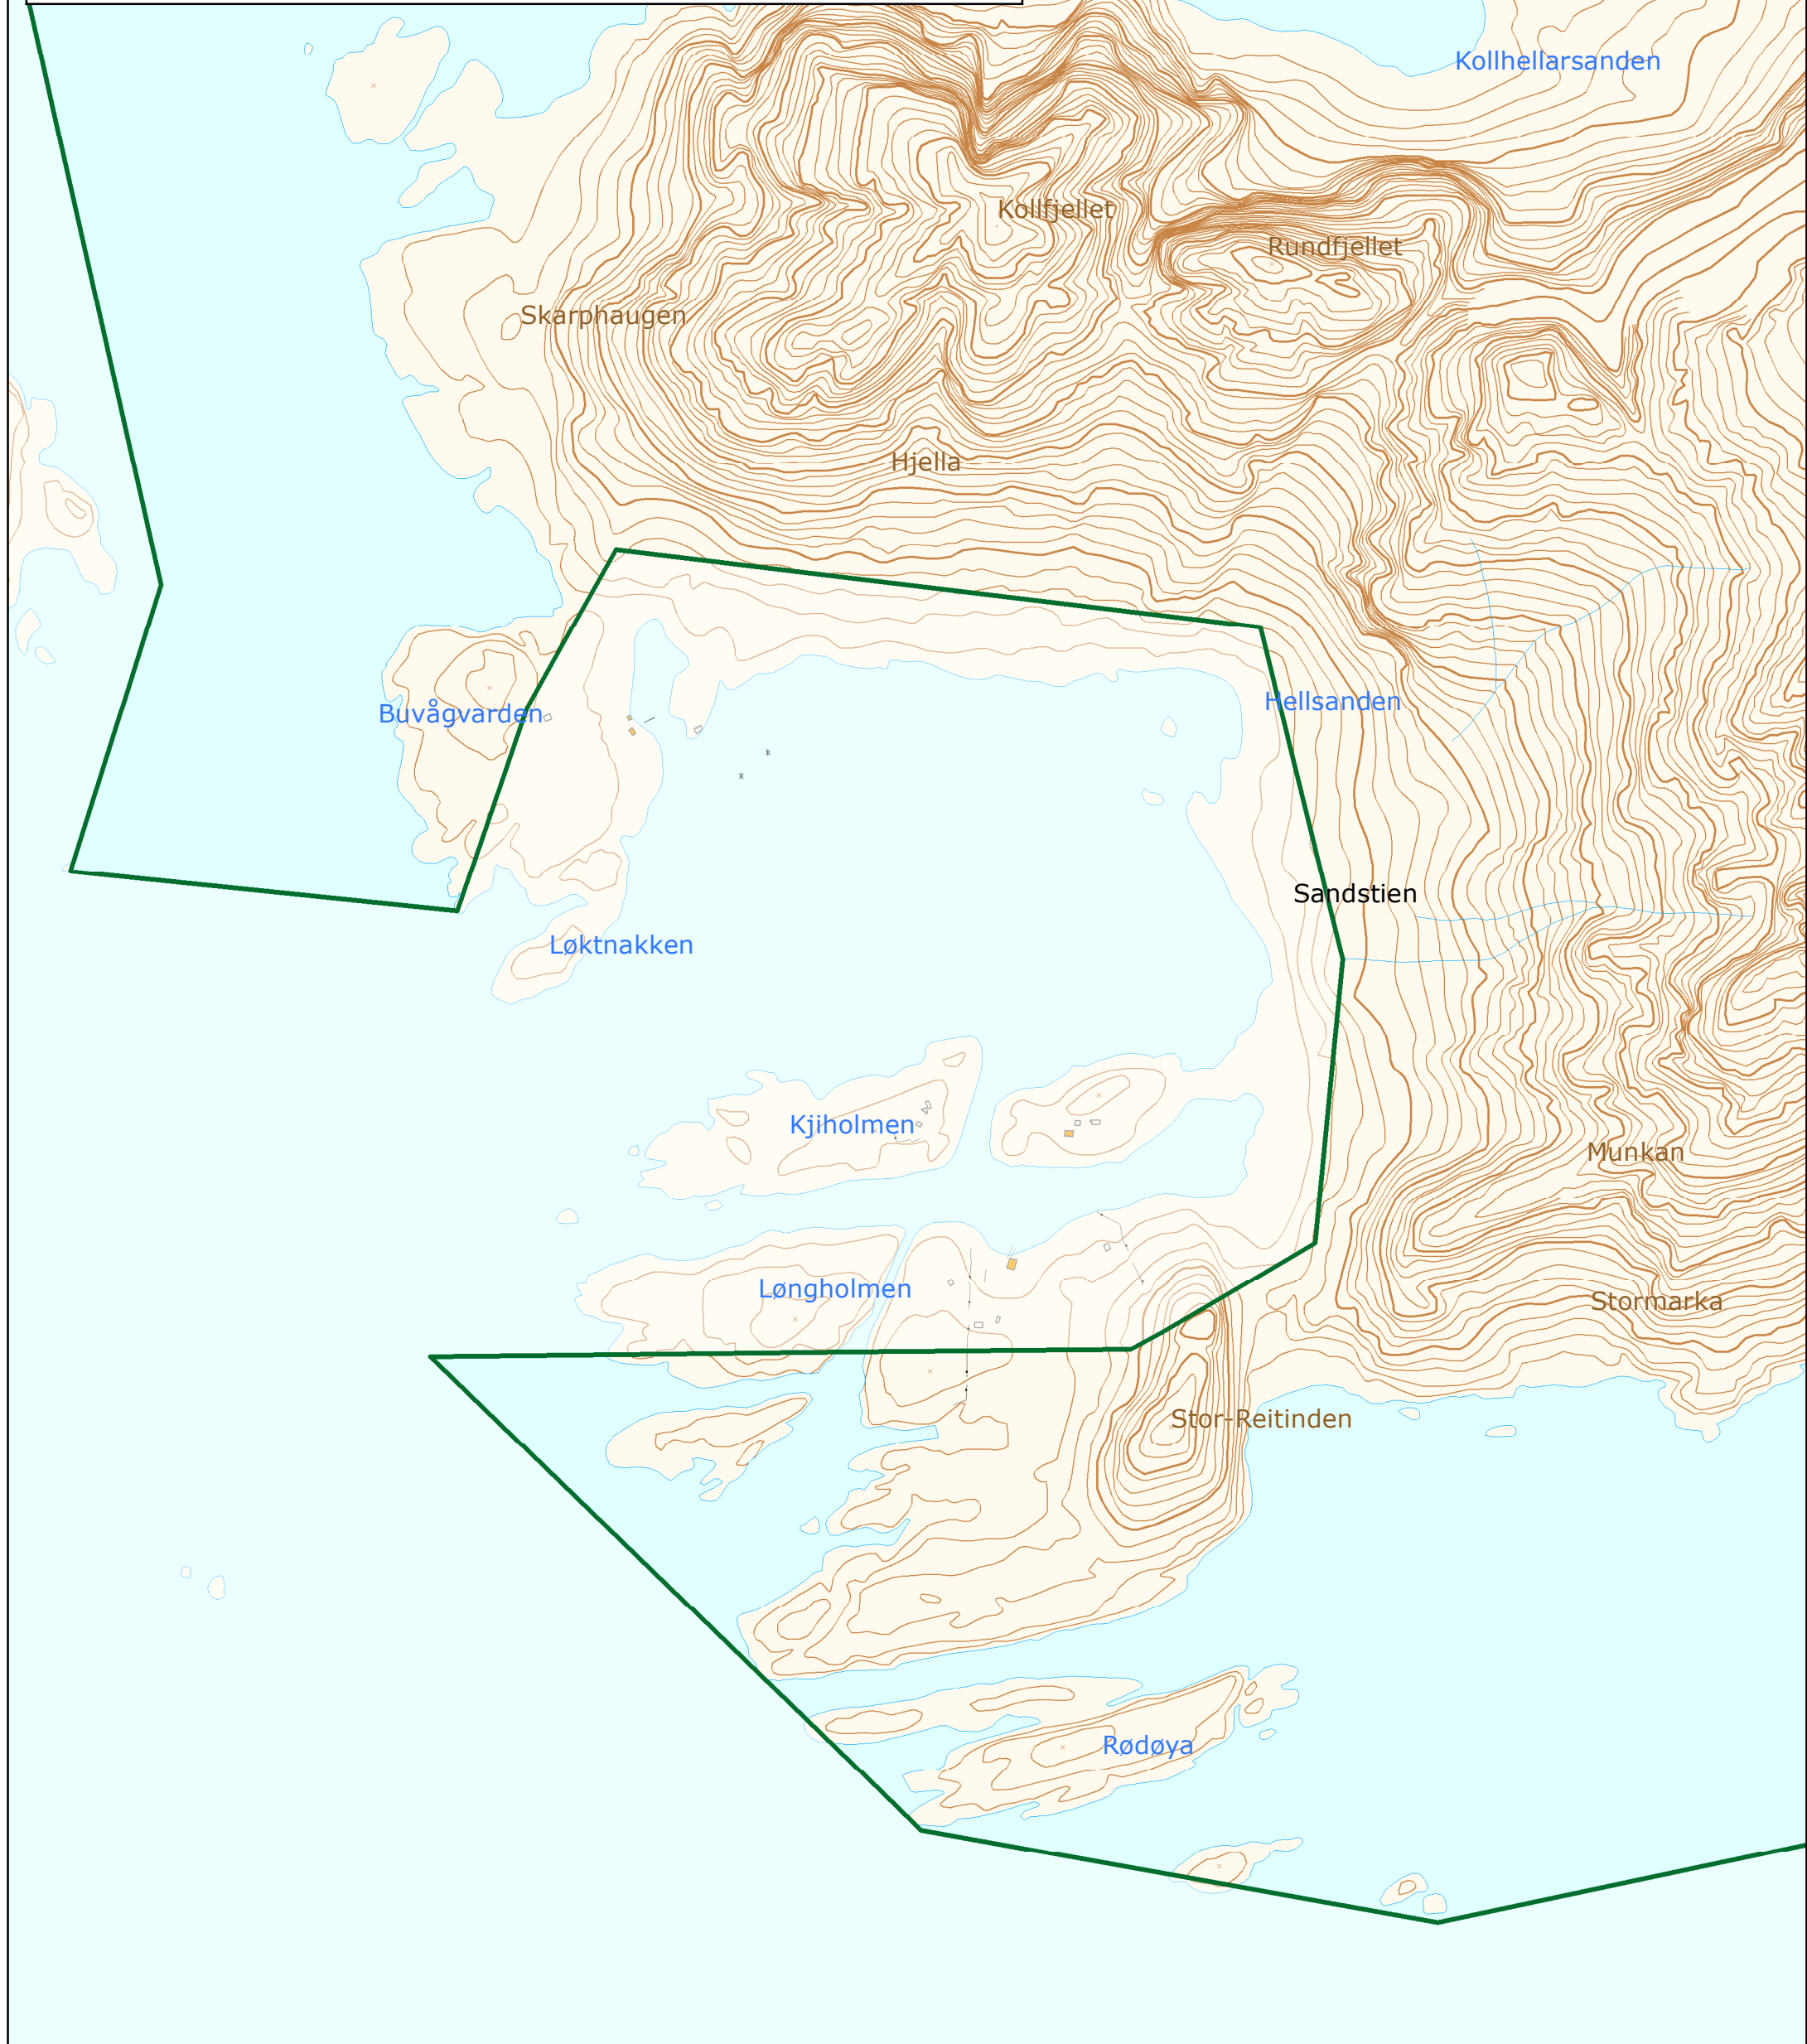 Kollhellarsanden
Kollfjellet
Rundfjellet
Skarphaugen
Hjella
Hellsanden
Buvågvarden
Sandstien
Løktnakken
Kjiholmen
Munkan
Løngholmen
Stormarka
Stor-Reitinden
Rødøya